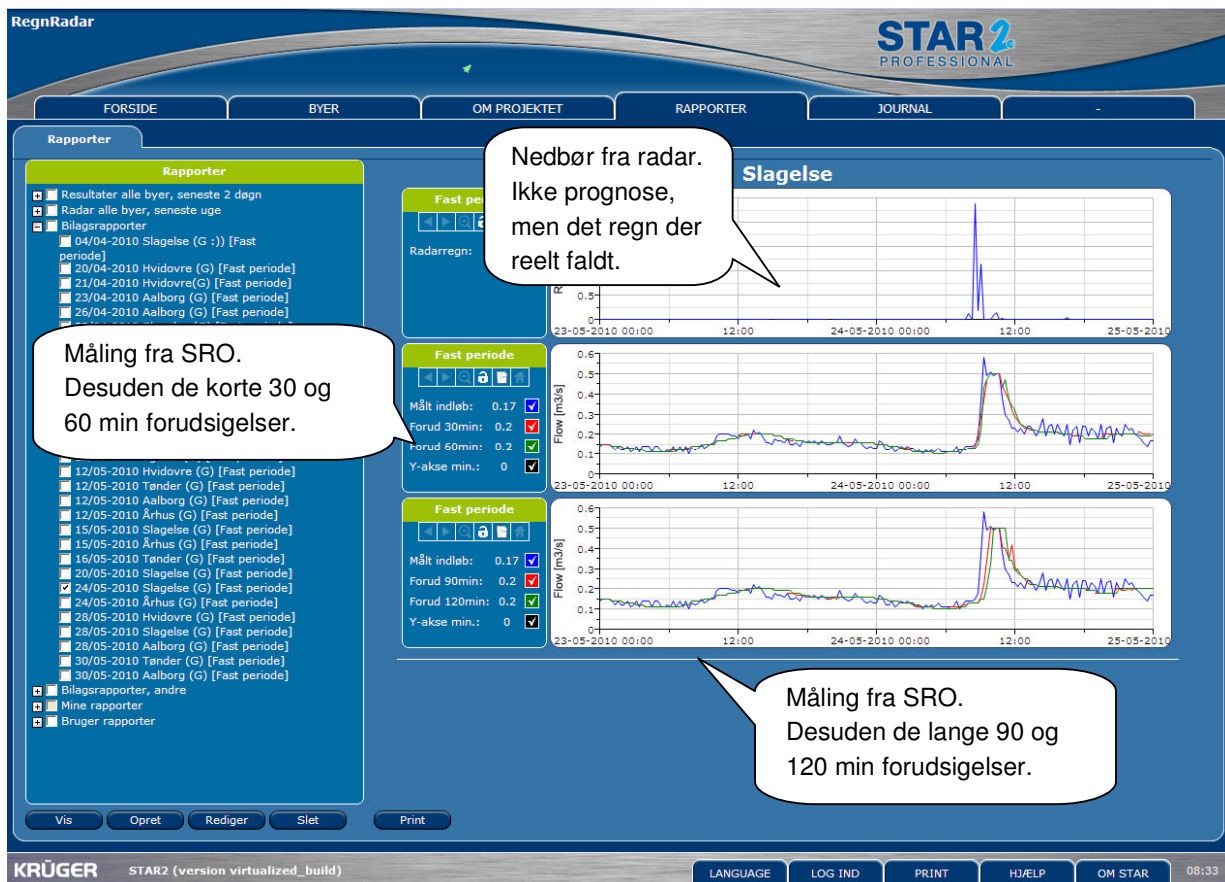 RegnRadar
STAR2
PROFESSIONAL
FORSIDE
BYER
OM PROJEKTET
RAPPORTER
JOURNAL
-
Rapporter
Rapporter
Resultater alle byer, seneste 2 døgn
Radar alle byer, seneste uge
Bilagsrapporter
04/04-2010 Slagelse (G :)) [Fast
periode]
20/04-2010 Hvidovre (G) [Fast periode]
21/04-2010 Hvidovre(G) [Fast periode]
23/04-2010 Aalborg (G) [Fast periode]
26/04-2010 Aalborg (G) [Fast periode]
Måling fra SRO.
Desuden de korte 30 og
60 min forudsigelser.
12/05-2010 Hvidovre (G) [Fast periode]
12/05-2010 Tønder (G) [Fast periode]
12/05-2010 Aalborg (G) [Fast periode]
12/05-2010 Århus (G) [Fast periode]
15/05-2010 Slagelse (G) [Fast periode]
15/05-2010 Århus (G) [Fast periode]
16/05-2010 Tønder (G) [Fast periode]
20/05-2010 Slagelse (G) [Fast periode]
24/05-2010 Slagelse (G) [Fast periode]
24/05-2010 Århus (G) [Fast periode]
28/05-2010 Hvidovre (G) [Fast periode]
28/05-2010 Slagelse (G) [Fast periode]
28/05-2010 Aalborg (G) [Fast periode]
30/05-2010 Tønder (G) [Fast periode]
30/05-2010 Aalborg (G) [Fast periode]
Bilagsrapporter, andre
Mine rapporter
Bruger rapporter
Vis
Opret
Rediger
Slet
Print
Slagelse
Nedbør fra radar.
Ikke prognose,
men det regn der
reelt faldt.
Fast
Radarregn:
0.5
0
23-05-2010 00:00 12:00 24-05-2010 00:00 12:00 25-05-2010
Fast periode
Målt indløb: 0.17
Forud 30min: 0.2
Forud 60min: 0.2
Y-akse min.: 0
Flow [m3/s]
0.6
0.5
0.4
0.3
0.2
0.1
0
23-05-2010 00:00 12:00 24-05-2010 00:00 12:00 25-05-2010
Fast periode
Målt indløb: 0.17
Forud 90min: 0.2
Forud 120min: 0.2
Y-akse min.: 0
Flow [m3/s]
0.6
0.5
0.4
0.3
0.2
0.1
0
23-05-2010 00:00 12:00 24-05-2010 00:00 12:00 25-05-2010
Måling fra SRO.
Desuden de lange 90 og
120 min forudsigelser.
KRÜGER
STAR2 (version virtualized_build)
LANGUAGE
LOG IND
PRINT
HJÆLP
OM STAR
08:33